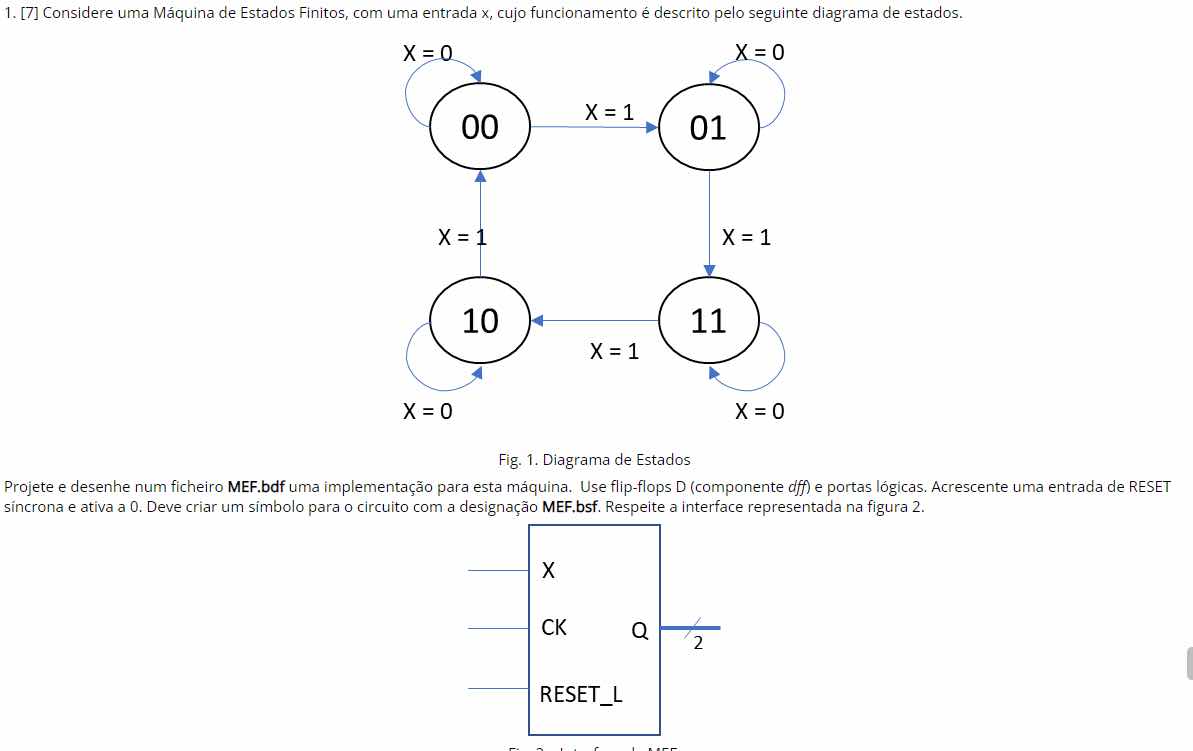 1. [7] Considere uma Máquina de Estados Finitos, com uma entrada x, cujo funcionamento é descrito pelo seguinte diagrama de estados.
X = 0
X = 0
00
X = 1
01
X = 1
X = 1
10
11
X = 1
X = 0
X = 0
Fig. 1. Diagrama de Estados
Projete e desenhe num ficheiro MEF.bdf uma implementação para esta máquina. Use flip-flops D (componente dff) e portas lógicas. Acrescente uma entrada de RESET
síncrona e ativa a 0. Deve criar um símbolo para o circuito com a designação MEF.bsf. Respeite a interface representada na figura 2.
X
CK
Q
2
RESET_L